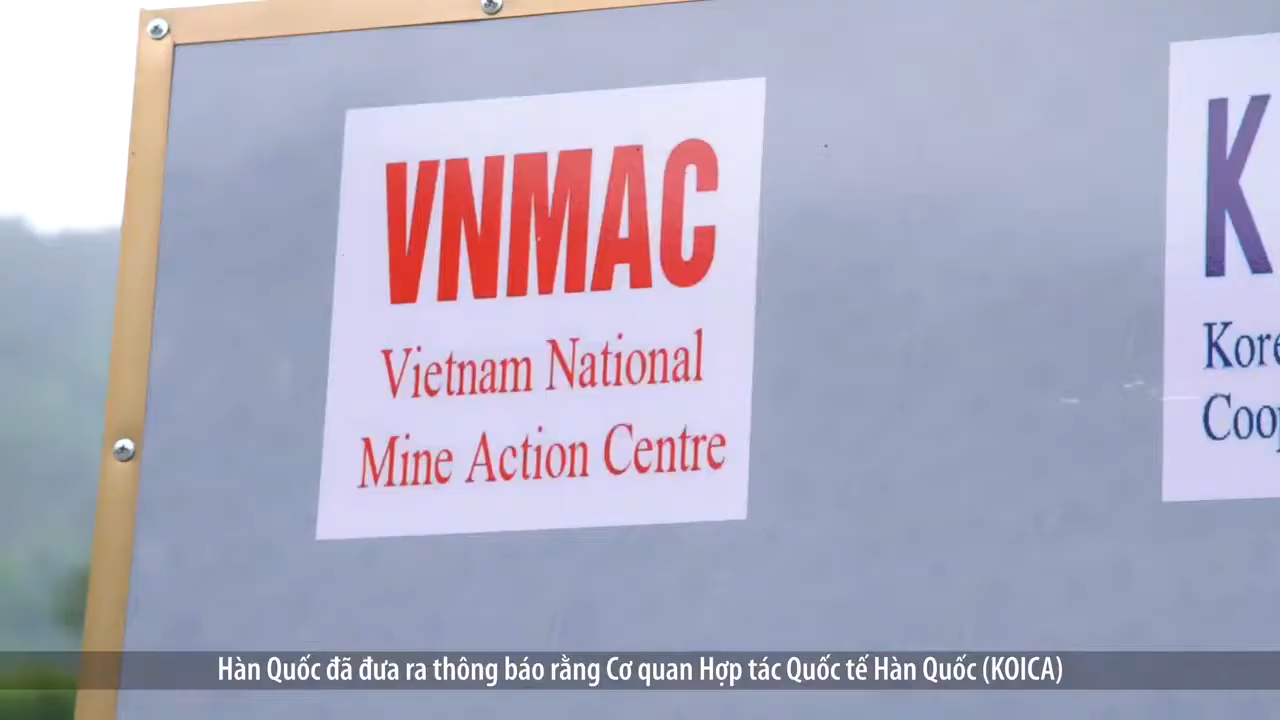 VNMAC
Vietnam National
Mine Action Centre
K
Kore
Coop
Hàn Quốc đã đưa ra thông báo rằng Cơ quan Hợp tác Quốc tế Hàn Quốc (KOICA)